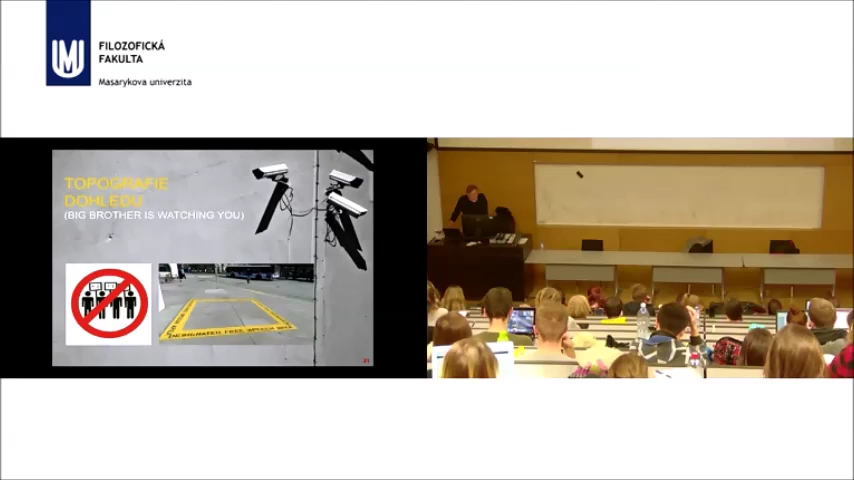 FILOZOFICKÁ
FAKULTA
Masarykova univerzita
TOPOGRAFIE
DOHLEDU
(BIG BROTHER IS WATCHING YOU)
DESIGNATED FREE SPEECH AREA
21